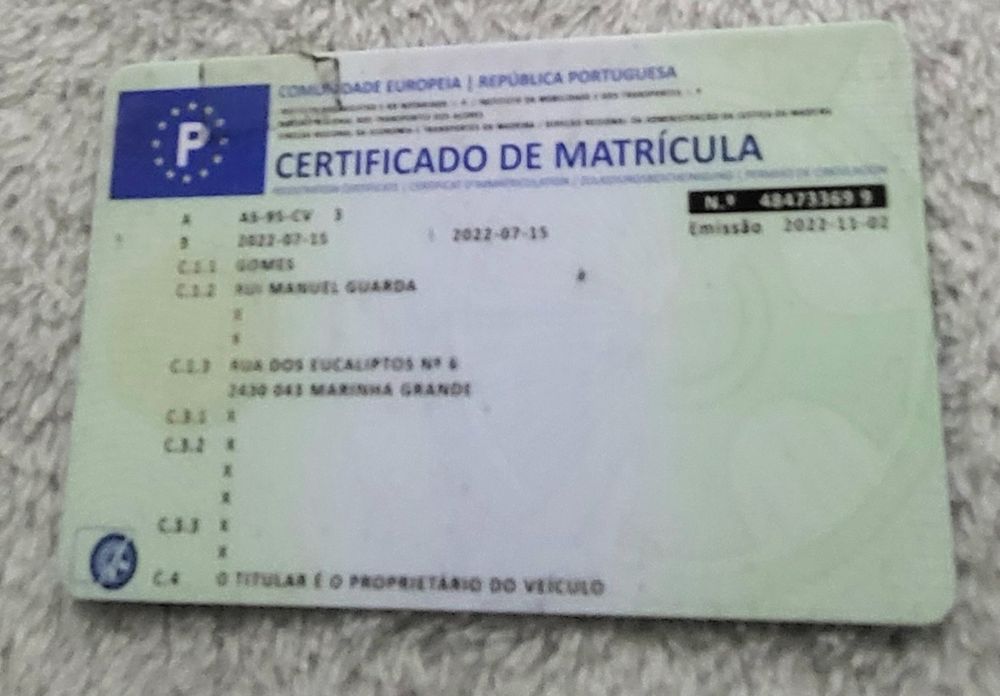 P
COMUNIDADE EUROPEIA | REPÚBLICA PORTUGUESA
CERTIFICADO DE MATRÍCULA
N.º 48473369 9
Emissão 2022-11-02
A AS-95-CV 3
B 2022-07-15 I 2022-07-15
C.1.1 GOMES
C.1.2 RUI MANUEL GUARDA
X
X
C.1.3 RUA DOS EUCALIPTOS Nº 6
2430 043 MARINHA GRANDE
C.3.1 X
C.3.2 X
X
X
C.3.3 X
X
C.4 O TITULAR É O PROPRIETÁRIO DO VEÍCULO